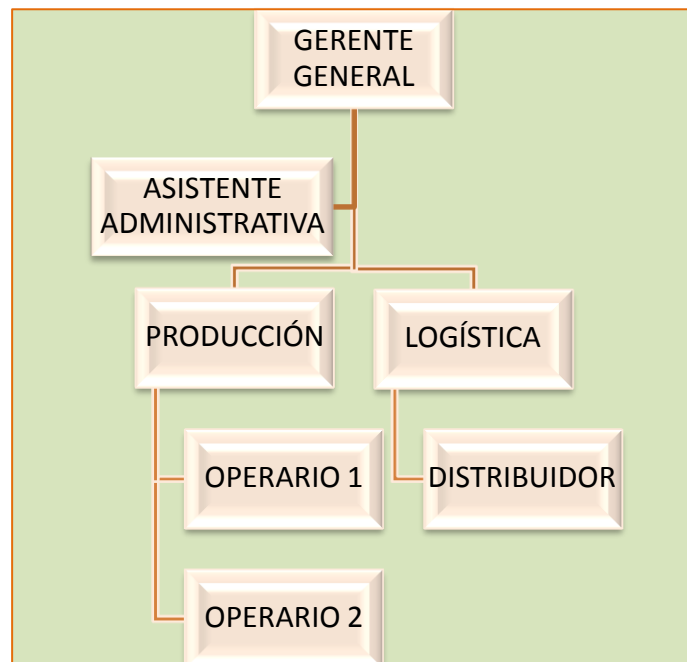 GERENTE
GENERAL
ASISTENTE
ADMINISTRATIVA
PRODUCCIÓN
LOGÍSTICA
OPERARIO 1
DISTRIBUIDOR
OPERARIO 2